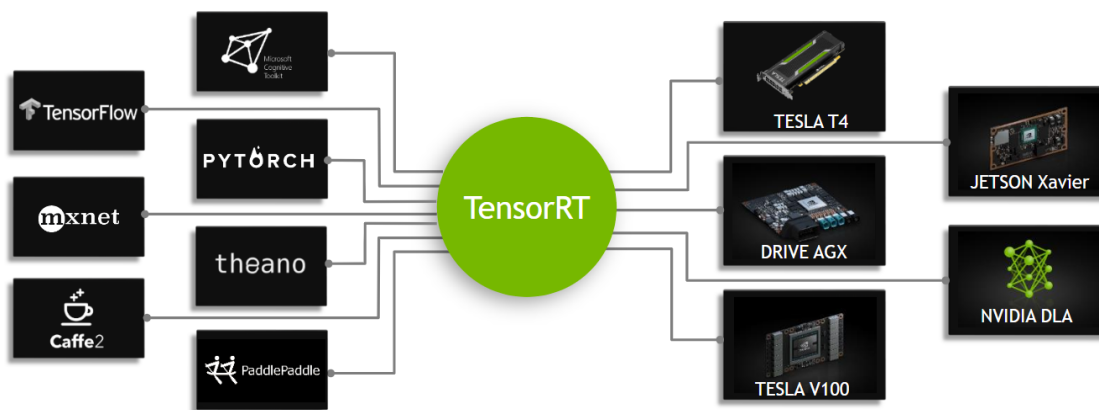 Microsoft
Cognitive
Toolkit
TensorFlow
PYTORCH
mxnet
theano
Caffe2
PaddlePaddle
TensorRT
TESLA T4
JETSON Xavier
DRIVE AGX
NVIDIA DLA
TESLA V100